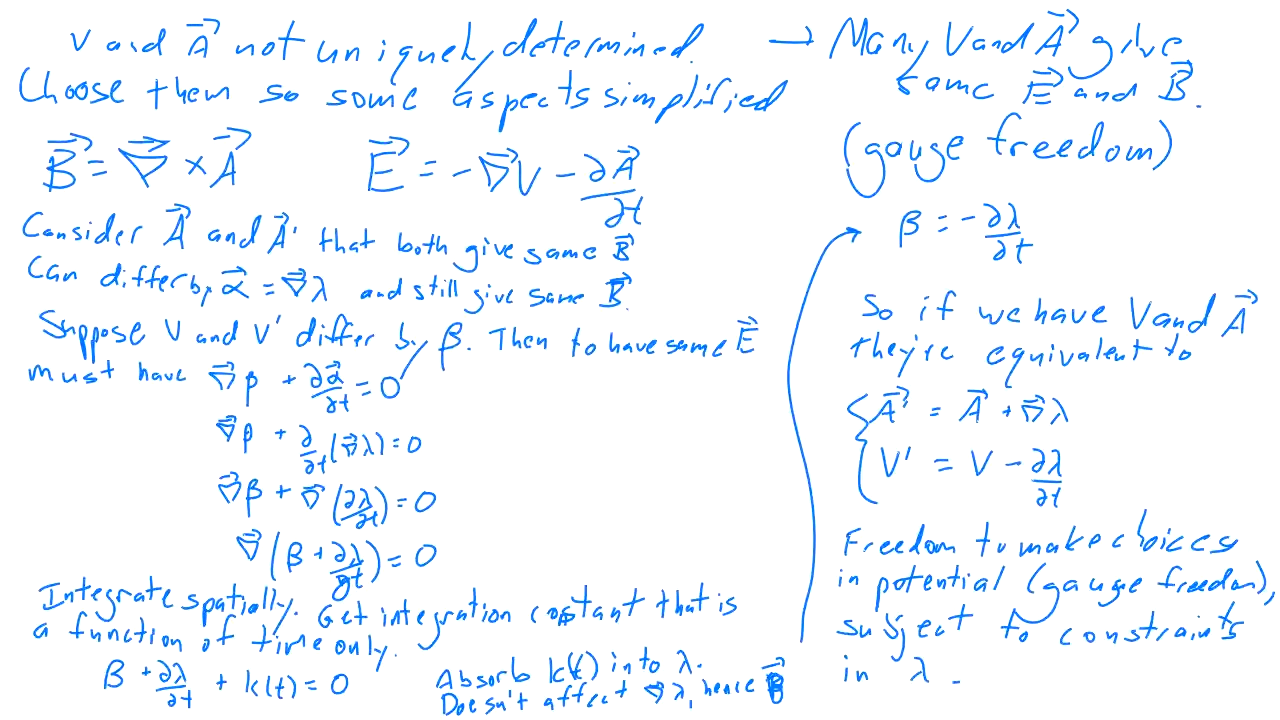 V and A⃗ not uniquely determined.
Choose them so some aspects simplified
B⃗ = ∇⃗ × A⃗
E⃗ = -∇⃗V - ∂A⃗/∂t
Consider A⃗ and A⃗' that both give same B⃗
Can differ by α⃗ = ∇⃗λ and still give same B⃗.
Suppose V and V' differ by β. Then to have same E⃗
must have ∇⃗β + ∂α⃗/∂t = 0
∇⃗β + ∂/∂t(∇⃗λ) = 0
∇⃗β + ∇⃗(∂λ/∂t) = 0
∇⃗(β + ∂λ/∂t) = 0
Integrate spatially. Get integration constant that is
a function of time only.
β + ∂λ/∂t + k(t) = 0
Absorb k(t) into λ.
Doesn't affect ∇⃗λ, hence B⃗
→ Many V and A⃗ give
same E⃗ and B⃗.
(gauge freedom)
β = -∂λ/∂t
So if we have V and A⃗
they're equivalent to
{ A⃗' = A⃗ + ∇⃗λ
V' = V - ∂λ/∂t
Freedom to make choices
in potential (gauge freedom),
subject to constraints
in λ.